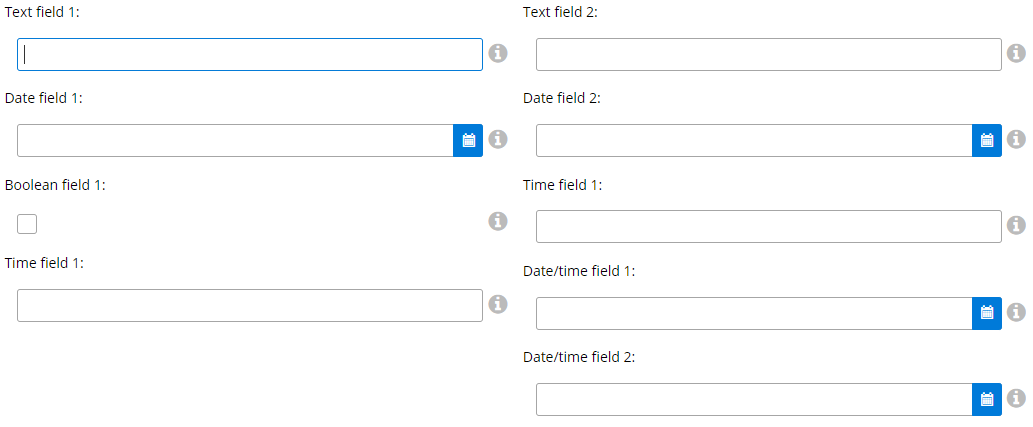 Text field 1:
Text field 2:
Date field 1:
Date field 2:
Boolean field 1:
Time field 1:
Time field 1:
Date/time field 1:
Date/time field 2: